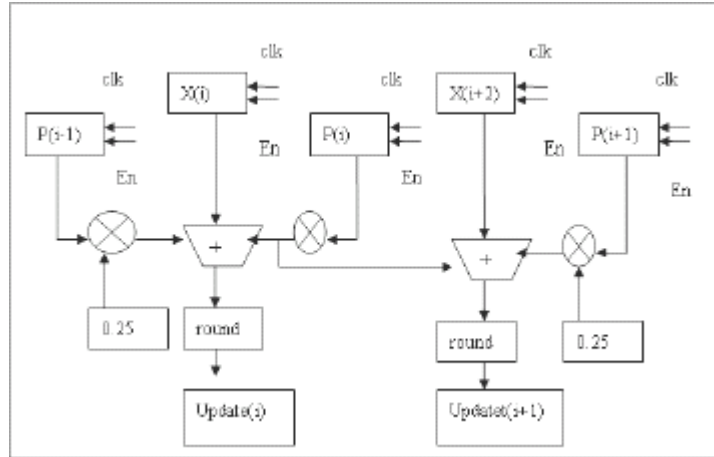 clk
clk
X(i)
X(i+2)
clk
clk
clk
P(i-1)
P(i)
P(i+1)
En
En
En
En
En
+
+
0.25
round
round
0.25
Update(i)
Updatet(i+1)